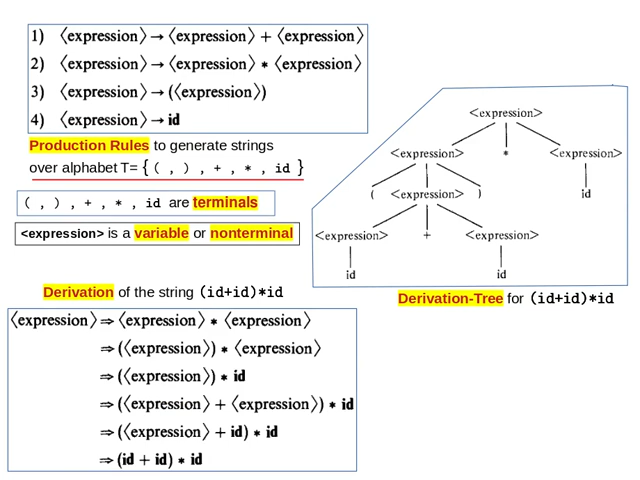 1) 〈expression〉 → 〈expression〉 + 〈expression〉
2) 〈expression〉 → 〈expression〉 * 〈expression〉
3) 〈expression〉 → (〈expression〉)
4) 〈expression〉 → id
Production Rules to generate strings
over alphabet T= { ( , ) , + , * , id }
( , ) , + , * , id are terminals
<expression> is a variable or nonterminal
<expression>
<expression> * <expression>
( <expression> ) id
<expression> + <expression>
id id
Derivation-Tree for (id+id)*id
Derivation of the string (id+id)*id
〈expression〉 ⇒ 〈expression〉 * 〈expression〉
⇒ (〈expression〉) * 〈expression〉
⇒ (〈expression〉) * id
⇒ (〈expression〉 + 〈expression〉) * id
⇒ (〈expression〉 + id) * id
⇒ (id + id) * id